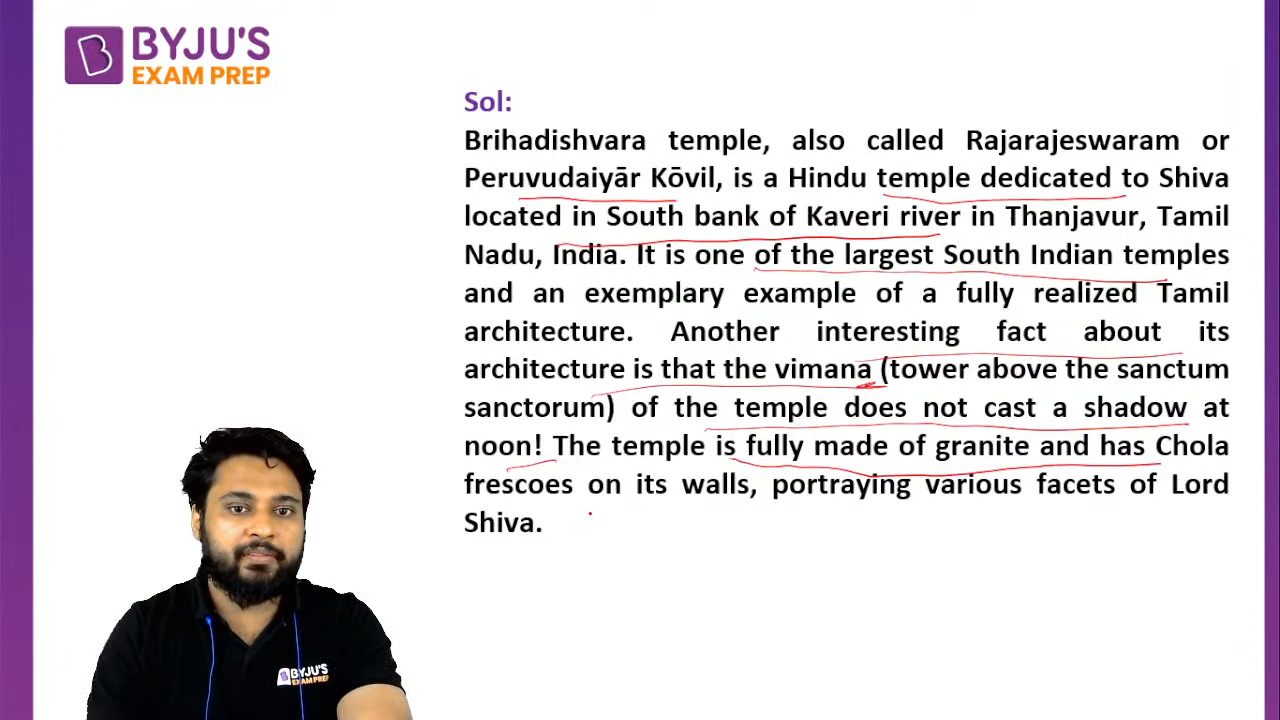 BYJU'S
EXAM PREP
Sol:
Brihadishvara temple, also called Rajarajeswaram or
Peruvudaiyār Kōvil, is a Hindu temple dedicated to Shiva
located in South bank of Kaveri river in Thanjavur, Tamil
Nadu, India. It is one of the largest South Indian temples
and an exemplary example of a fully realized Tamil
architecture. Another interesting fact about its
architecture is that the vimana (tower above the sanctum
sanctorum) of the temple does not cast a shadow at
noon! The temple is fully made of granite and has Chola
frescoes on its walls, portraying various facets of Lord
Shiva.
BYJU'S
EXAM PREP